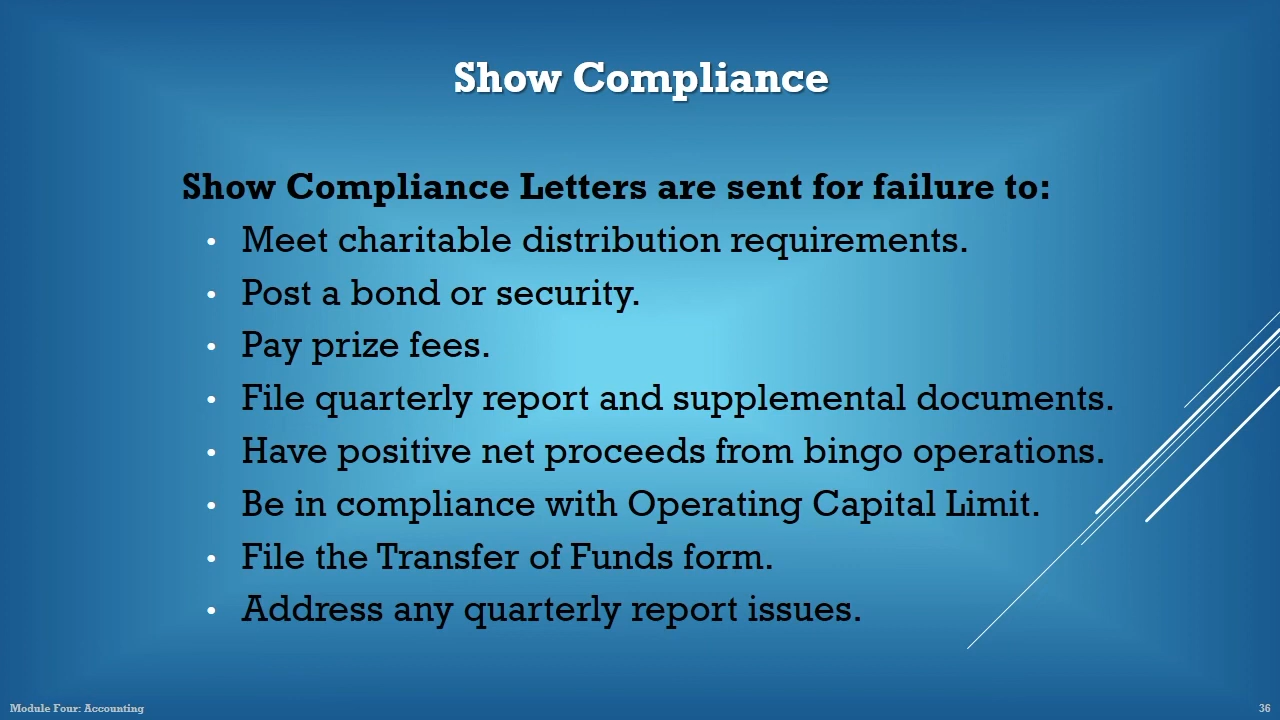 Show Compliance
Show Compliance Letters are sent for failure to:
• Meet charitable distribution requirements.
• Post a bond or security.
• Pay prize fees.
• File quarterly report and supplemental documents.
• Have positive net proceeds from bingo operations.
• Be in compliance with Operating Capital Limit.
• File the Transfer of Funds form.
• Address any quarterly report issues.
Module Four: Accounting
36